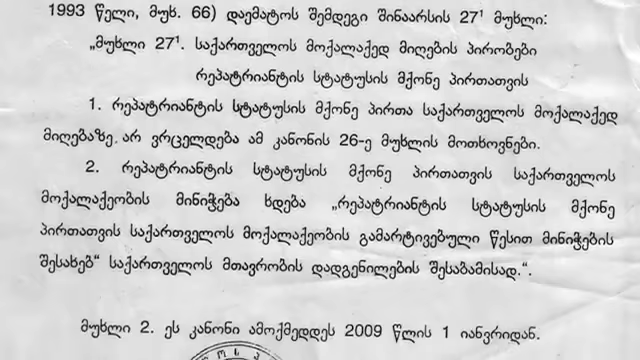 1993 წელი, მუხ. 66) დაემატოს შემდეგი შინაარსის 27¹ მუხლი:
„მუხლი 27¹. საქართველოს მოქალაქედ მიღების პირობები
რეპატრიანტის სტატუსის მქონე პირთათვის
1. რეპატრიანტის სტატუსის მქონე პირთა საქართველოს მოქალაქედ
მიღებაზე არ ვრცელდება ამ კანონის 26-ე მუხლის მოთხოვნები.
2. რეპატრიანტის სტატუსის მქონე პირთათვის საქართველოს
მოქალაქეობის მინიჭება ხდება „რეპატრიანტის სტატუსის მქონე
პირთათვის საქართველოს მოქალაქეობის გამარტივებული წესით მინიჭების
შესახებ“ საქართველოს მთავრობის დადგენილების შესაბამისად.“.
მუხლი 2. ეს კანონი ამოქმედდეს 2009 წლის 1 იანვრიდან.